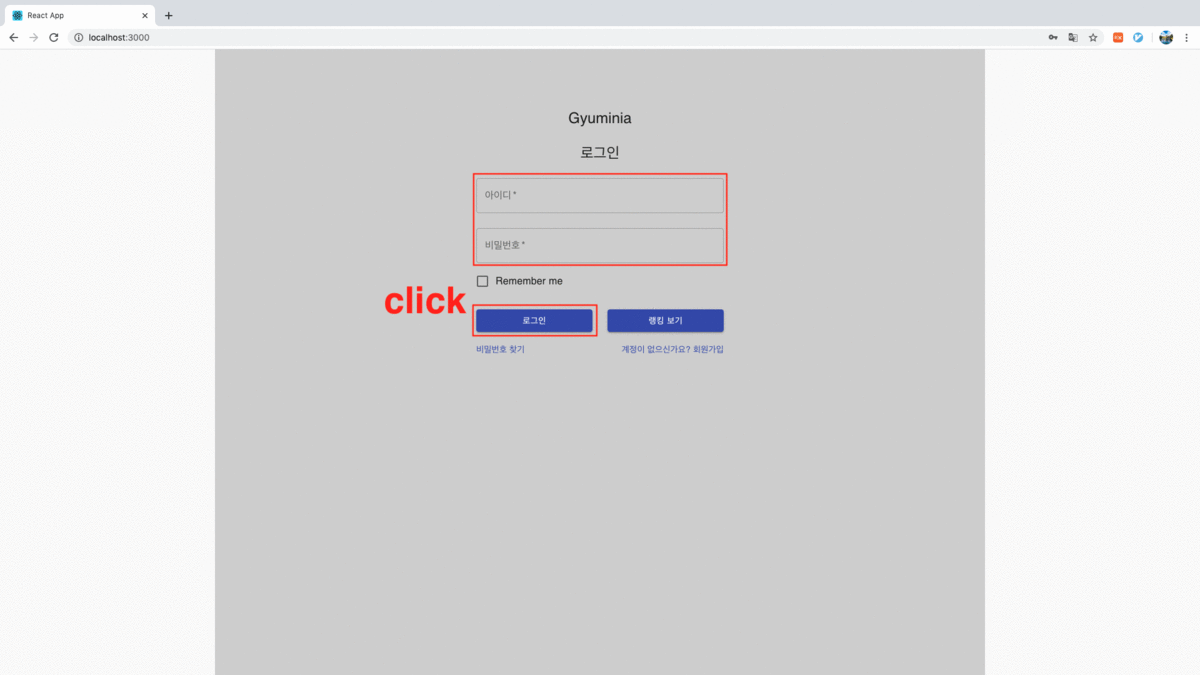 React App
localhost:3000
Gyuminia
로그인
아이디 *
비밀번호 *
Remember me
click
로그인 랭킹 보기
비밀번호 찾기 계정이 없으신가요? 회원가입